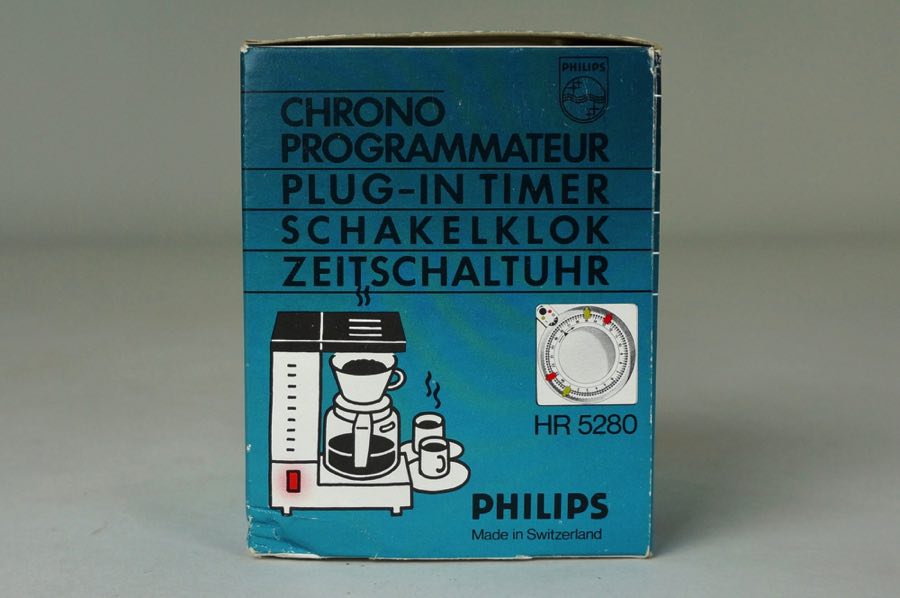 PHILIPS
CHRONO
PROGRAMMATEUR
PLUG-IN TIMER
SCHAKELKLOK
ZEITSCHALTUHR
HR 5280
PHILIPS
Made in Switzerland